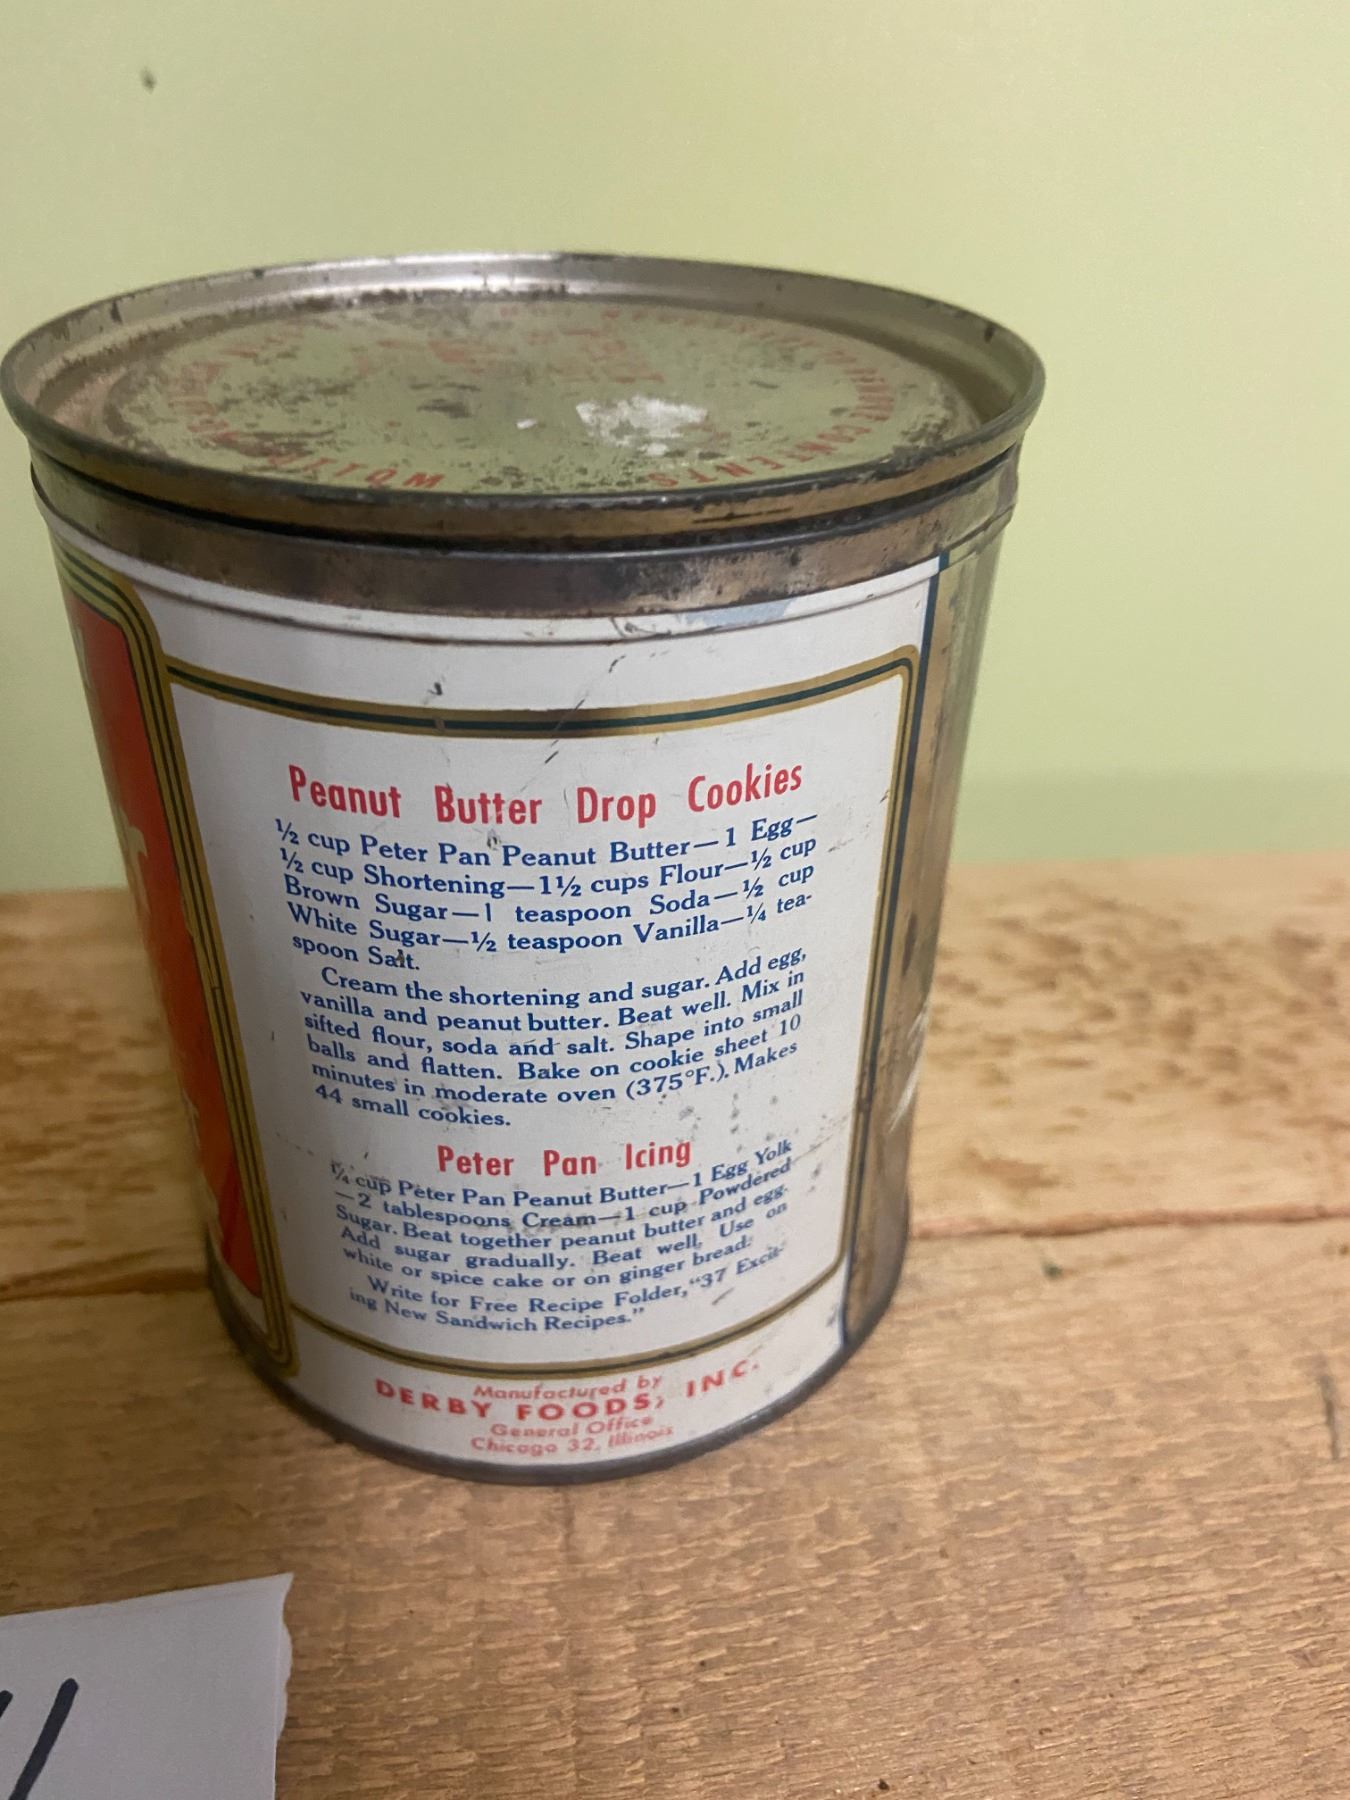 BOTTOM
CONTENTS
Peanut Butter Drop Cookies
½ cup Peter Pan Peanut Butter—1 Egg—
½ cup Shortening—1½ cups Flour—½ cup
Brown Sugar—1 teaspoon Soda—½ cup
White Sugar—½ teaspoon Vanilla—¼ tea-
spoon Salt.
Cream the shortening and sugar. Add egg,
vanilla and peanut butter. Beat well. Mix in
sifted flour, soda and salt. Shape into small
balls and flatten. Bake on cookie sheet 10
minutes in moderate oven (375°F.). Makes
44 small cookies.
Peter Pan Icing
¼ cup Peter Pan Peanut Butter—1 Egg Yolk
—2 tablespoons Cream—1 cup Powdered
Sugar. Beat together peanut butter and egg.
Add sugar gradually. Beat well. Use on
white or spice cake or on ginger bread.
Write for Free Recipe Folder, "37 Excit-
ing New Sandwich Recipes."
Manufactured by
DERBY FOODS, INC.
General Office
Chicago 32, Illinois